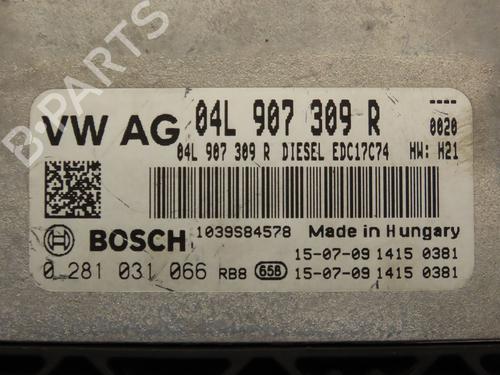 B-PARTS
VW AG 04L 907 309 R ----
0020
04L 907 309 R DIESEL EDC17C74 HW: H21
BOSCH 1039S84578 Made in Hungary
15-07-09 1415 0381
0 281 031 066 RB8 65B 15-07-09 1415 0381